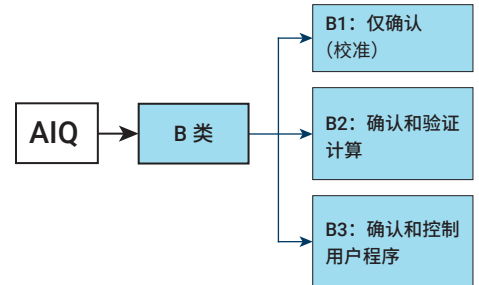 AIQ
B 类
B1：仅确认
（校准）
B2：确认和验证
计算
B3：确认和控制
用户程序